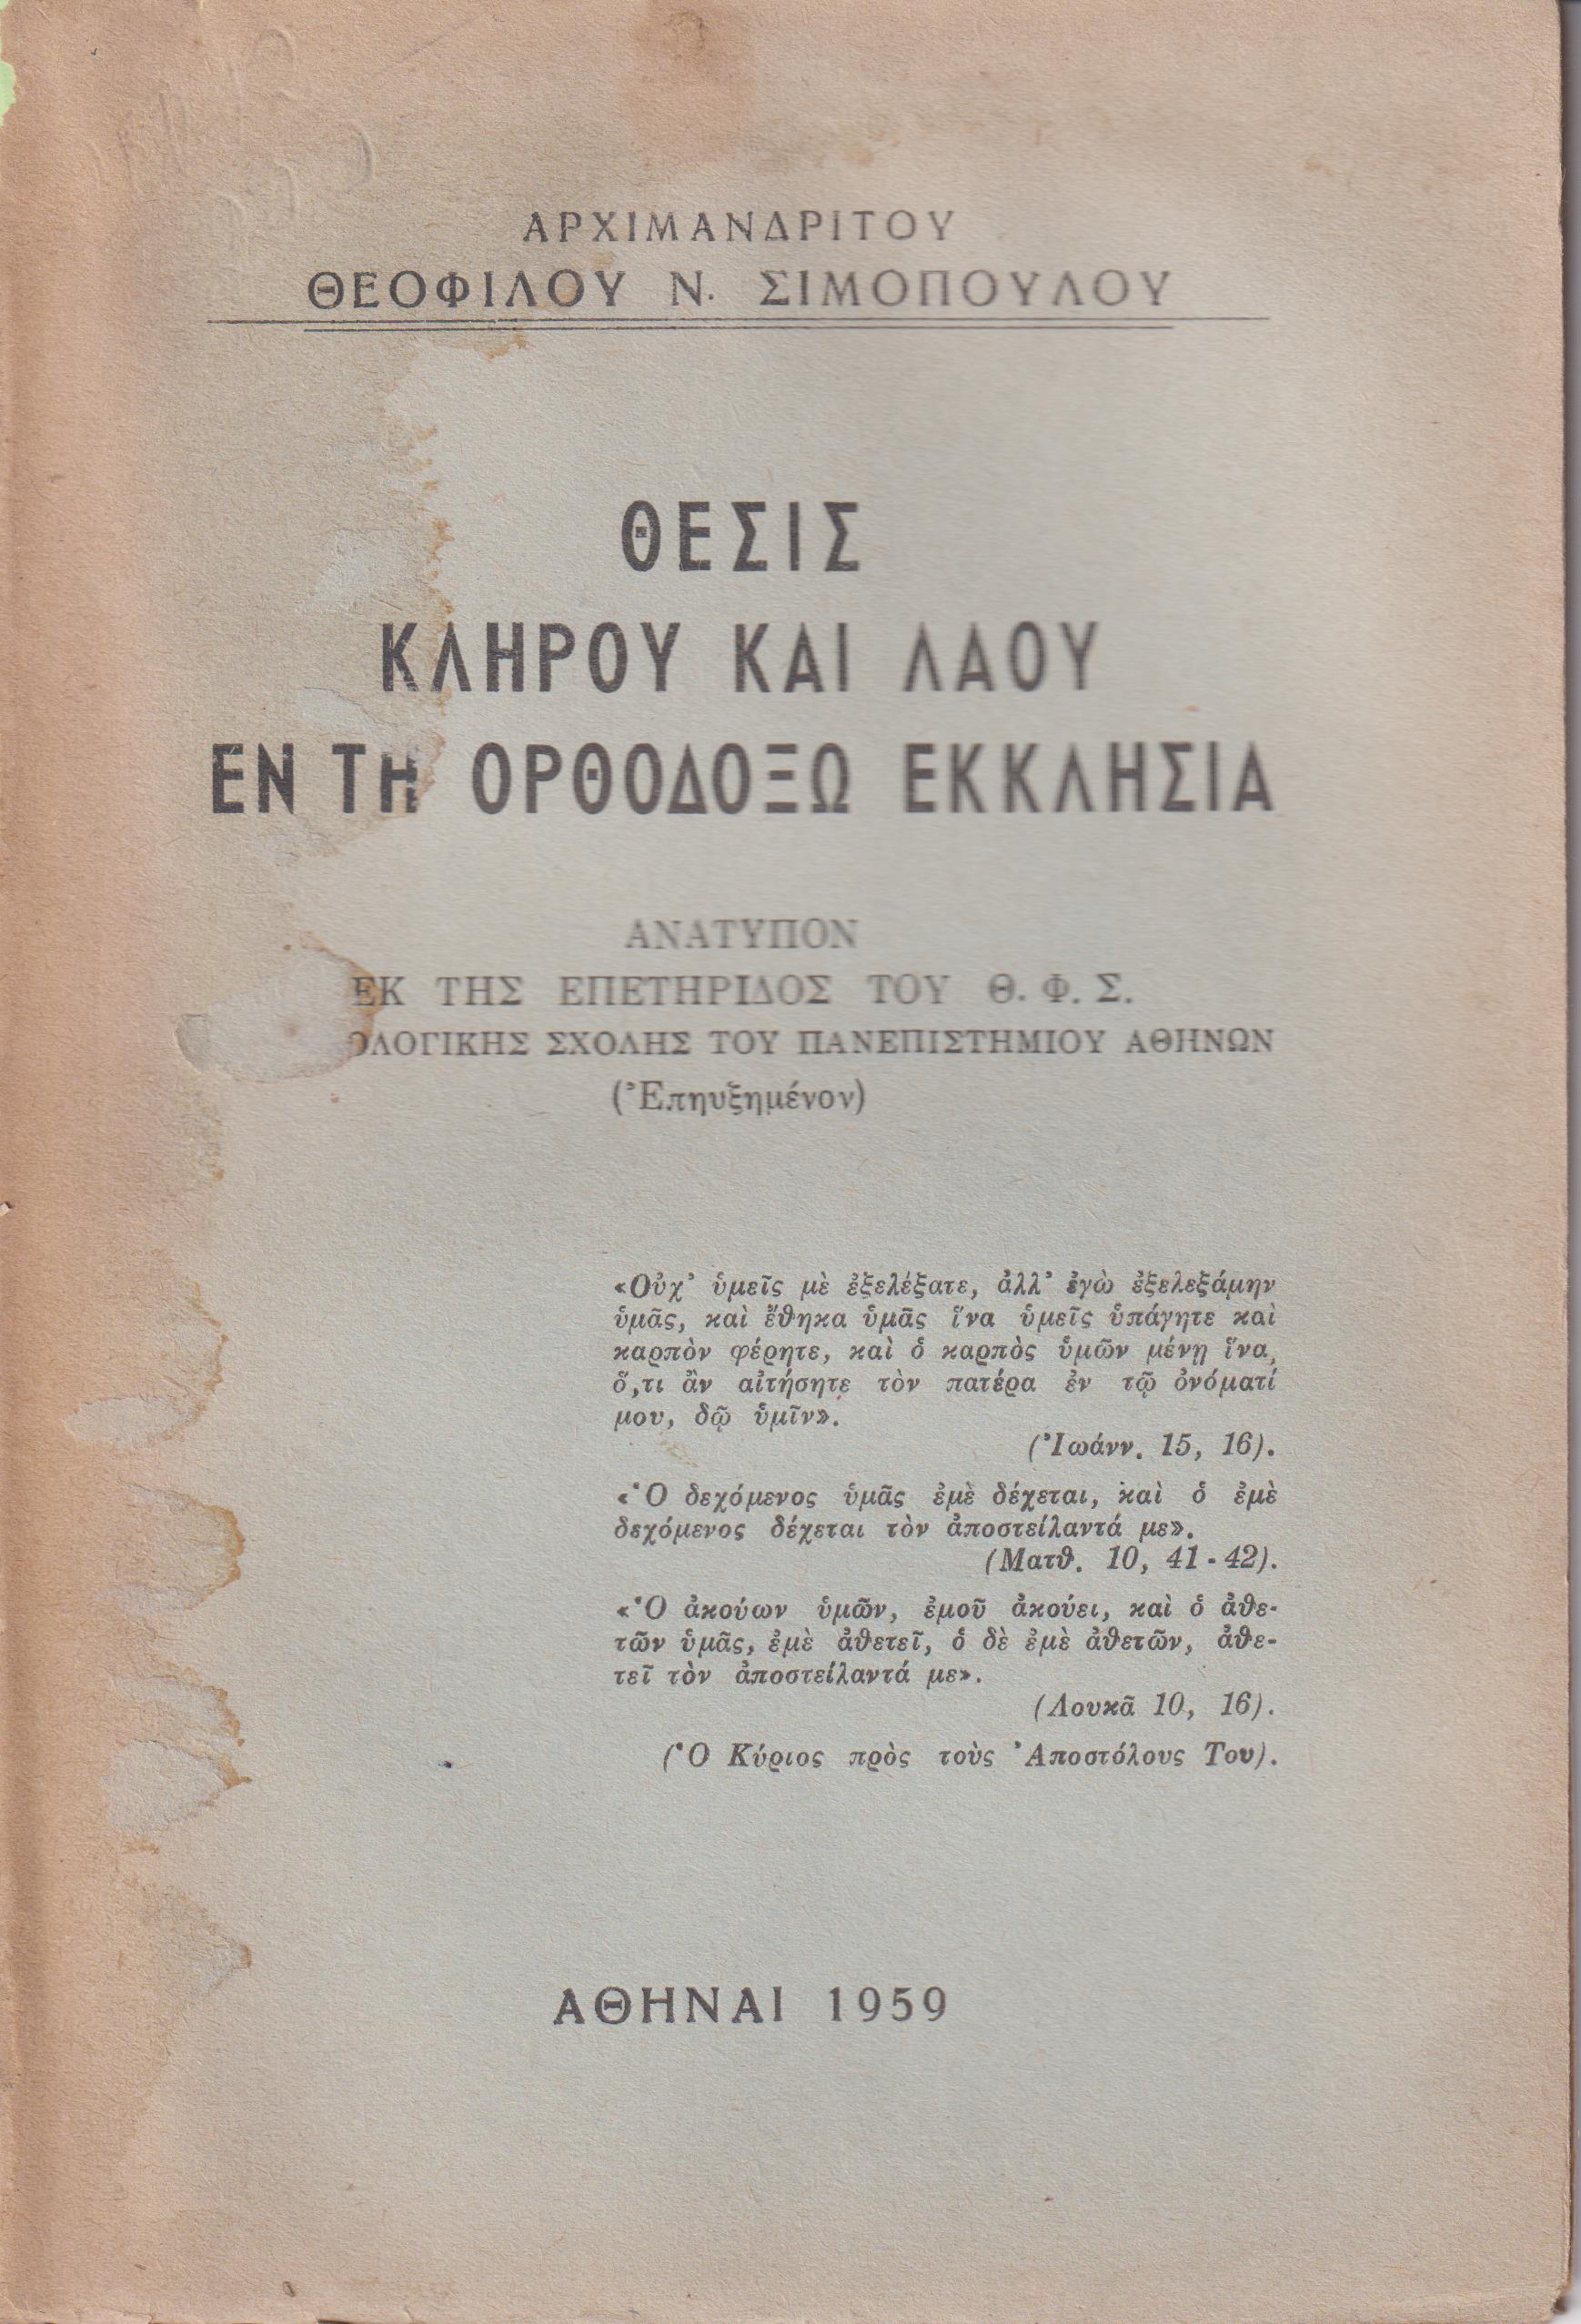 ΑΡΧΙΜΑΝΔΡΙΤΟΥ
ΘΕΟΦΙΛΟΥ Ν. ΣΙΜΟΠΟΥΛΟΥ
ΘΕΣΙΣ
ΚΛΗΡΟΥ ΚΑΙ ΛΑΟΥ
ΕΝ ΤΗ ΟΡΘΟΔΟΞΩ ΕΚΚΛΗΣΙΑ
ΑΝΑΤΥΠΟΝ
ΕΚ ΤΗΣ ΕΠΕΤΗΡΙΔΟΣ ΤΟΥ Θ. Φ. Σ.
ΣΧΟΛΗΣ ΤΟΥ ΠΑΝΕΠΙΣΤΗΜΙΟΥ ΑΘΗΝΩΝ
(Ἐπηυξημένον)
«Οὐχ’ ὑμεῖς μὲ ἐξελέξατε, ἀλλ’ ἐγὼ ἐξελεξάμην
ὑμᾶς, καὶ ἔθηκα ὑμᾶς ἵνα ὑμεῖς ὑπάγητε καὶ
καρπὸν φέρητε, καὶ ὁ καρπὸς ὑμῶν μένῃ ἵνα,
ὅ,τι ἂν αἰτήσητε τὸν πατέρα ἐν τῷ ὀνόματί
μου, δῷ ὑμῖν».
(Ἰωάνν. 15, 16).
«Ὁ δεχόμενος ὑμᾶς ἐμὲ δέχεται, καὶ ὁ ἐμὲ
δεχόμενος δέχεται τὸν ἀποστείλαντά με».
(Ματθ. 10, 41 - 42).
«Ὁ ἀκούων ὑμῶν, ἐμοῦ ἀκούει, καὶ ὁ ἀθε-
τῶν ὑμᾶς, ἐμὲ ἀθετεῖ, ὁ δὲ ἐμὲ ἀθετῶν, ἀθε-
τεῖ τὸν ἀποστείλαντά με».
(Λουκᾶ 10, 16).
(Ὁ Κύριος πρὸς τοὺς Ἀποστόλους Του).
ΑΘΗΝΑΙ 1959